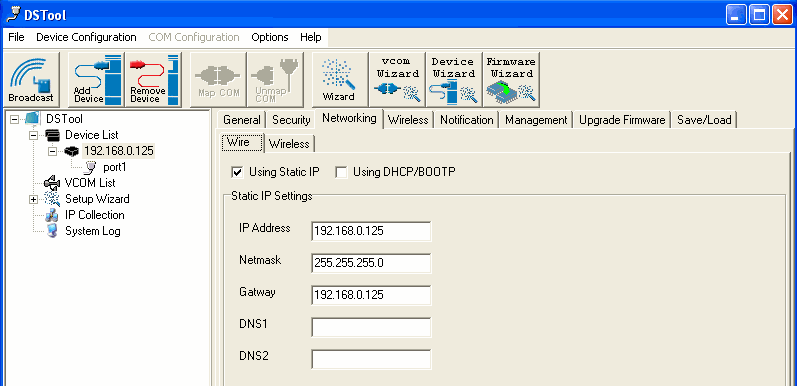 DSTool
File Device Configuration COM Configuration Options Help
Broadcast Add Device Remove Device Map COM Unmap COM Wizard vcom Wizard Device Wizard Firmware Wizard
DSTool
Device List
192.168.0.125
port1
VCOM List
Setup Wizard
IP Collection
System Log
General Security Networking Wireless Notification Management Upgrade Firmware Save/Load
Wire Wireless
Using Static IP Using DHCP/BOOTP
Static IP Settings
IP Address 192.168.0.125
Netmask 255.255.255.0
Gatway 192.168.0.125
DNS1
DNS2